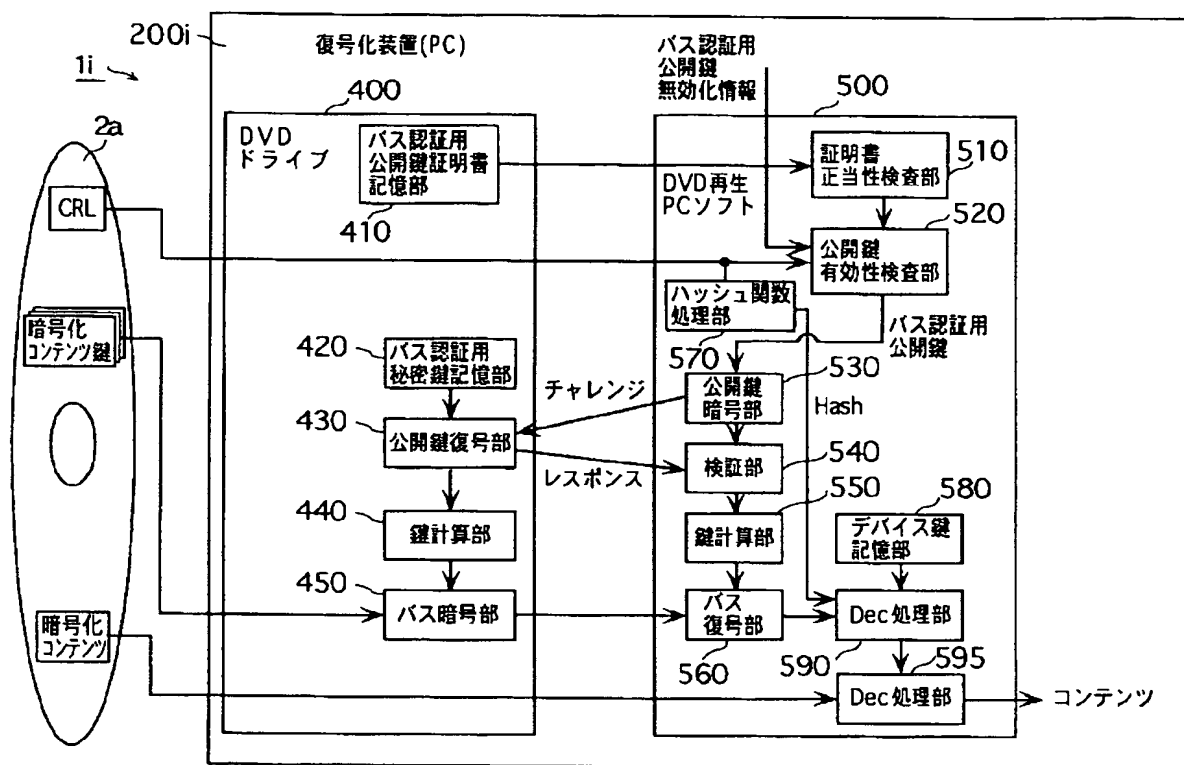 200i
復号化装置(PC)
バス認証用
公開鍵
無効化情報
1i
400
500
2a
DVD
ドライブ
バス認証用
公開鍵証明書
記憶部
410
証明書
正当性検査部
510
DVD再生
PCソフト
CRL
520
公開鍵
有効性検査部
ハッシュ関数
処理部
570
バス認証用
公開鍵
暗号化
コンテンツ鍵
420
バス認証用
秘密鍵記憶部
チャレンジ
公開鍵
暗号部
530
Hash
430
公開鍵復号部
レスポンス
検証部
540
550
580
440
鍵計算部
鍵計算部
デバイス鍵
記憶部
450
バス暗号部
バス
復号部
560
Dec処理部
590
595
暗号化
コンテンツ
Dec処理部
コンテンツ